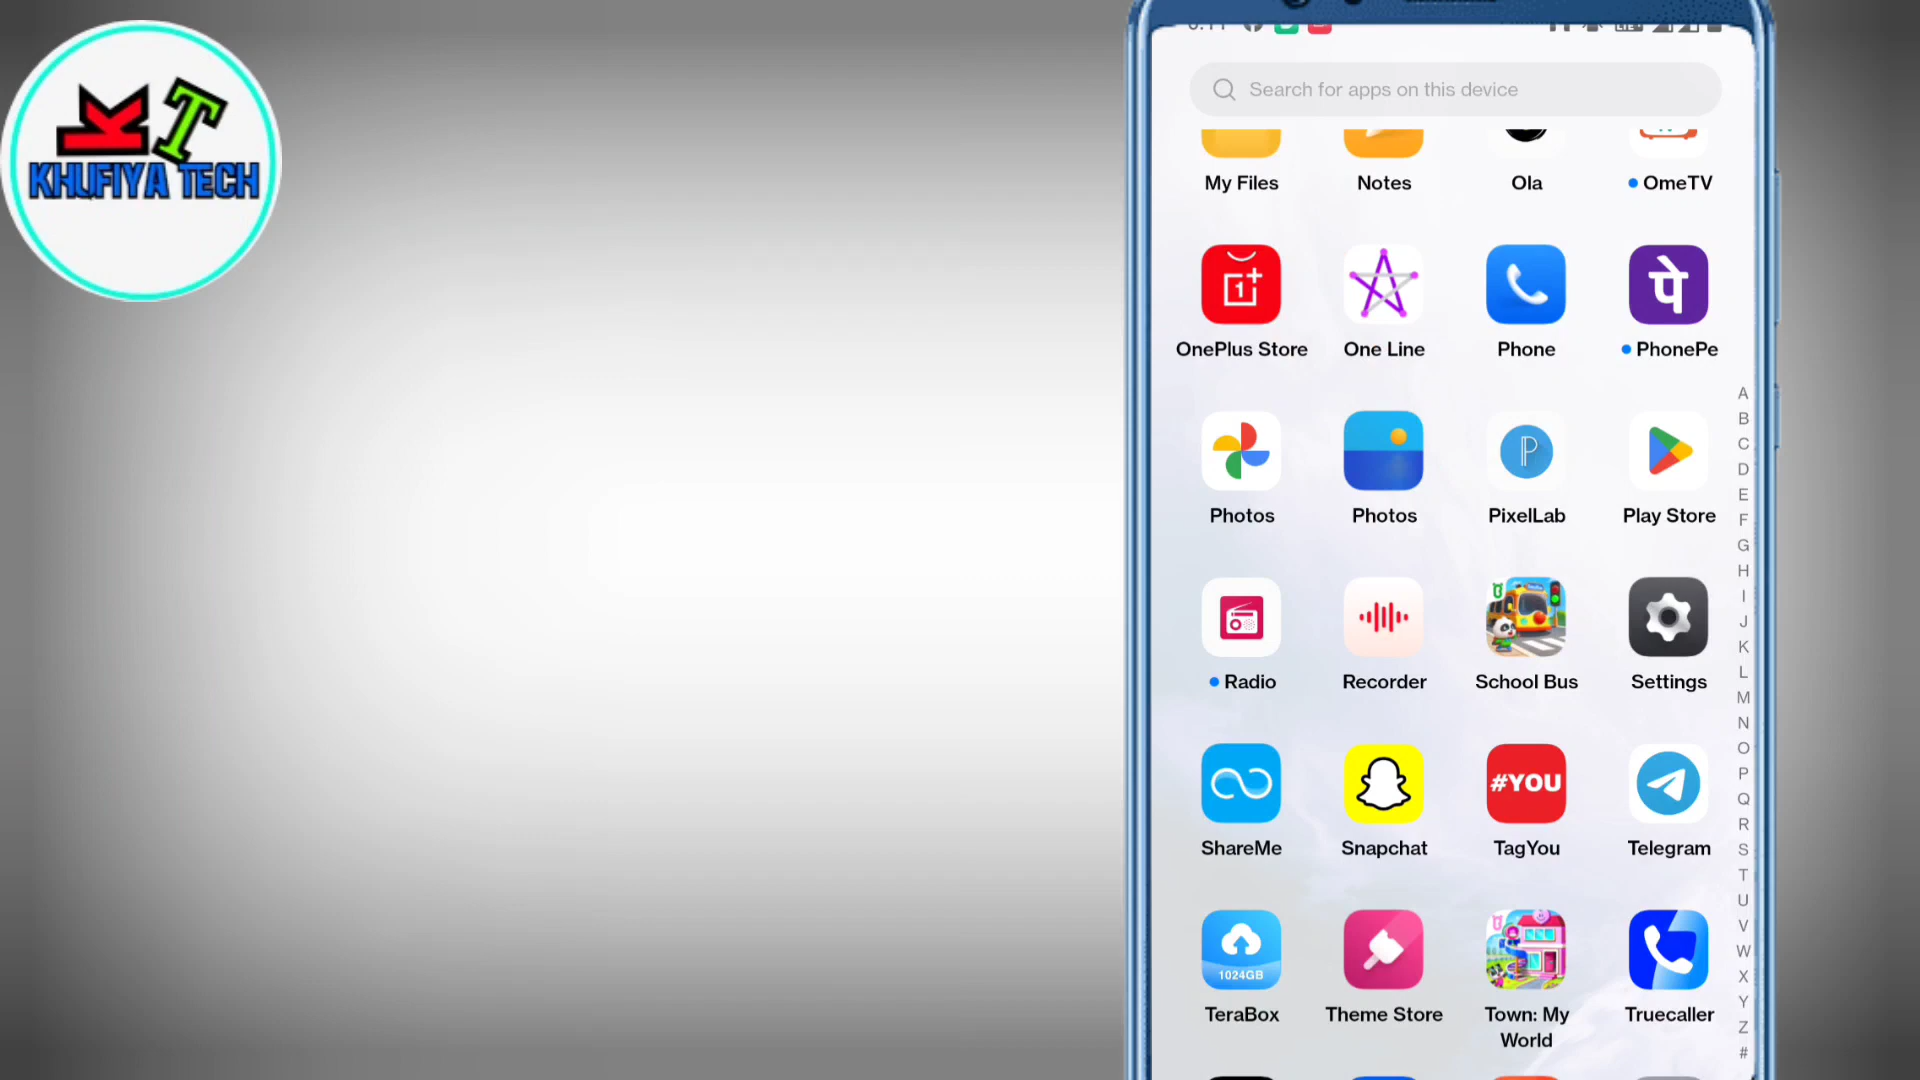 KT
KHUFIYA TECH
Search for apps on this device
My Files
Notes
Ola
OmeTV
OnePlus Store
One Line
Phone
पे
PhonePe
Photos
Photos
PixelLab
Play Store
Radio
Recorder
School Bus
Settings
ShareMe
Snapchat
#YOU
TagYou
Telegram
1024GB
TeraBox
Theme Store
Town: My
World
Truecaller
A
B
C
D
E
F
G
H
I
J
K
L
M
N
O
P
Q
R
S
T
U
V
W
X
Y
Z
#